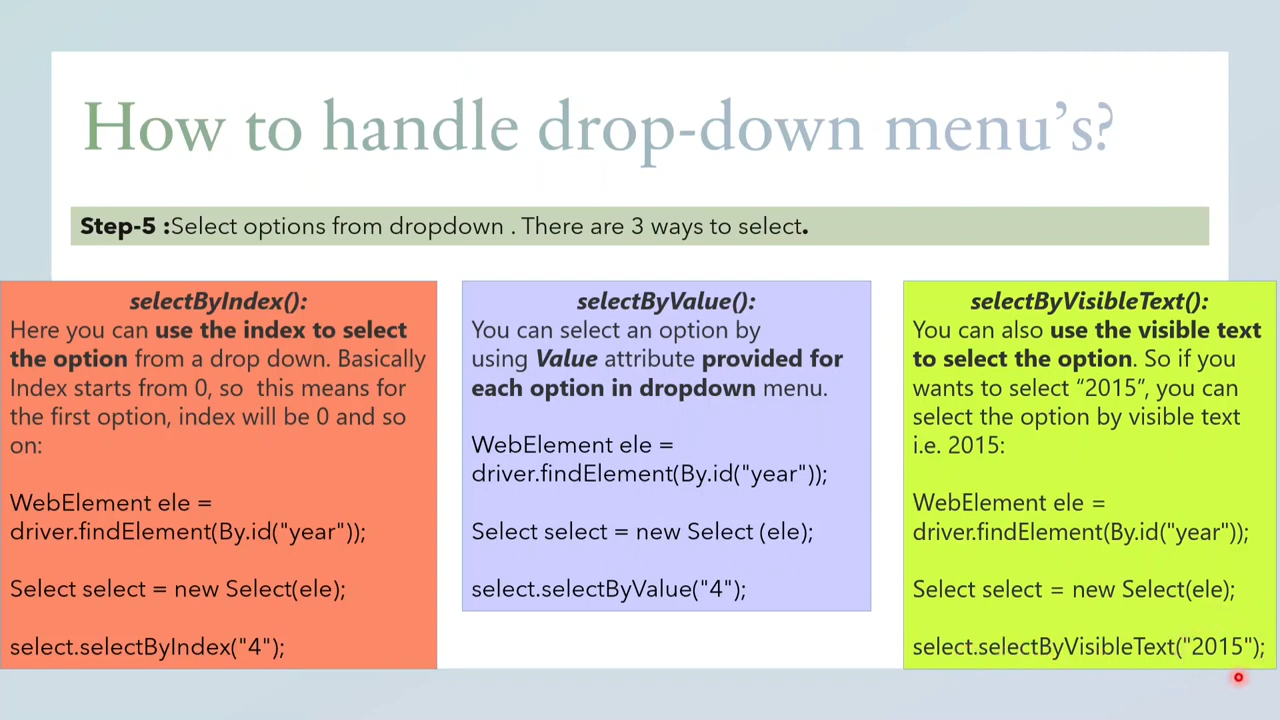 How to handle drop-down menu’s?
Step-5 :Select options from dropdown . There are 3 ways to select.
selectByIndex():
Here you can use the index to select
the option from a drop down. Basically
Index starts from 0, so this means for
the first option, index will be 0 and so
on:
WebElement ele =
driver.findElement(By.id("year"));
Select select = new Select(ele);
select.selectByIndex("4");
selectByValue():
You can select an option by
using Value attribute provided for
each option in dropdown menu.
WebElement ele =
driver.findElement(By.id("year"));
Select select = new Select (ele);
select.selectByValue("4");
selectByVisibleText():
You can also use the visible text
to select the option. So if you
wants to select “2015”, you can
select the option by visible text
i.e. 2015:
WebElement ele =
driver.findElement(By.id("year"));
Select select = new Select(ele);
select.selectByVisibleText("2015");